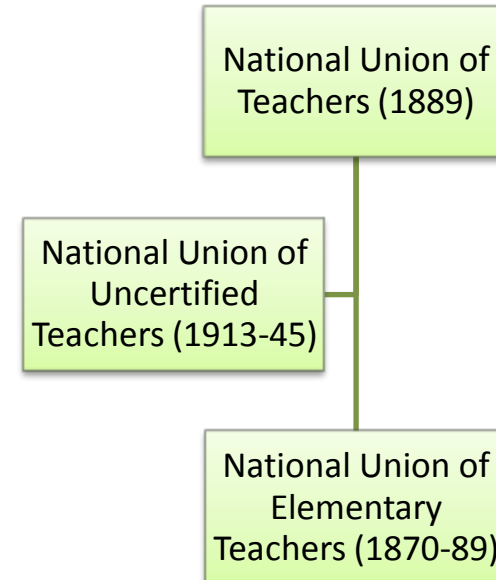 National Union of
Teachers (1889)
National Union of
Uncertified
Teachers (1913-45)
National Union of
Elementary
Teachers (1870-89)